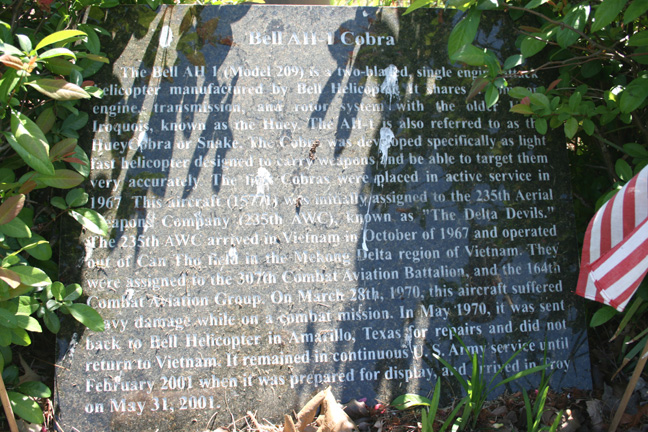 Bell AH-1 Cobra
The Bell AH 1 (Model 209) is a two-bladed, single engine attack
helicopter manufactured by Bell Helicopter. It shares a
engine, transmission, and rotor system with the older
Iroquois, known as the Huey. The AH-1 is also referred to as the
HueyCobra or Snake. The Cobra was developed specifically as light
fast helicopter designed to carry weapons, and be able to target them
very accurately. The first Cobras were placed in active service in
1967. This aircraft was initially assigned to the 235th Aerial
Weapons Company (235th AWC), known as "The Delta Devils."
The 235th AWC arrived in Vietnam in October of 1967 and operated
out of Can Tho field in the Mekong Delta region of Vietnam. They
were assigned to the 307th Combat Aviation Battalion, and the 164th
Combat Aviation Group. On March 28th, 1970, this aircraft suffered
heavy damage while on a combat mission. In May 1970, it was sent
back to Bell Helicopter in Amarillo, Texas for repairs and did not
return to Vietnam. It remained in continuous U.S. Army service until
February 2001 when it was prepared for display, and arrived in Troy
on May 31, 2001.